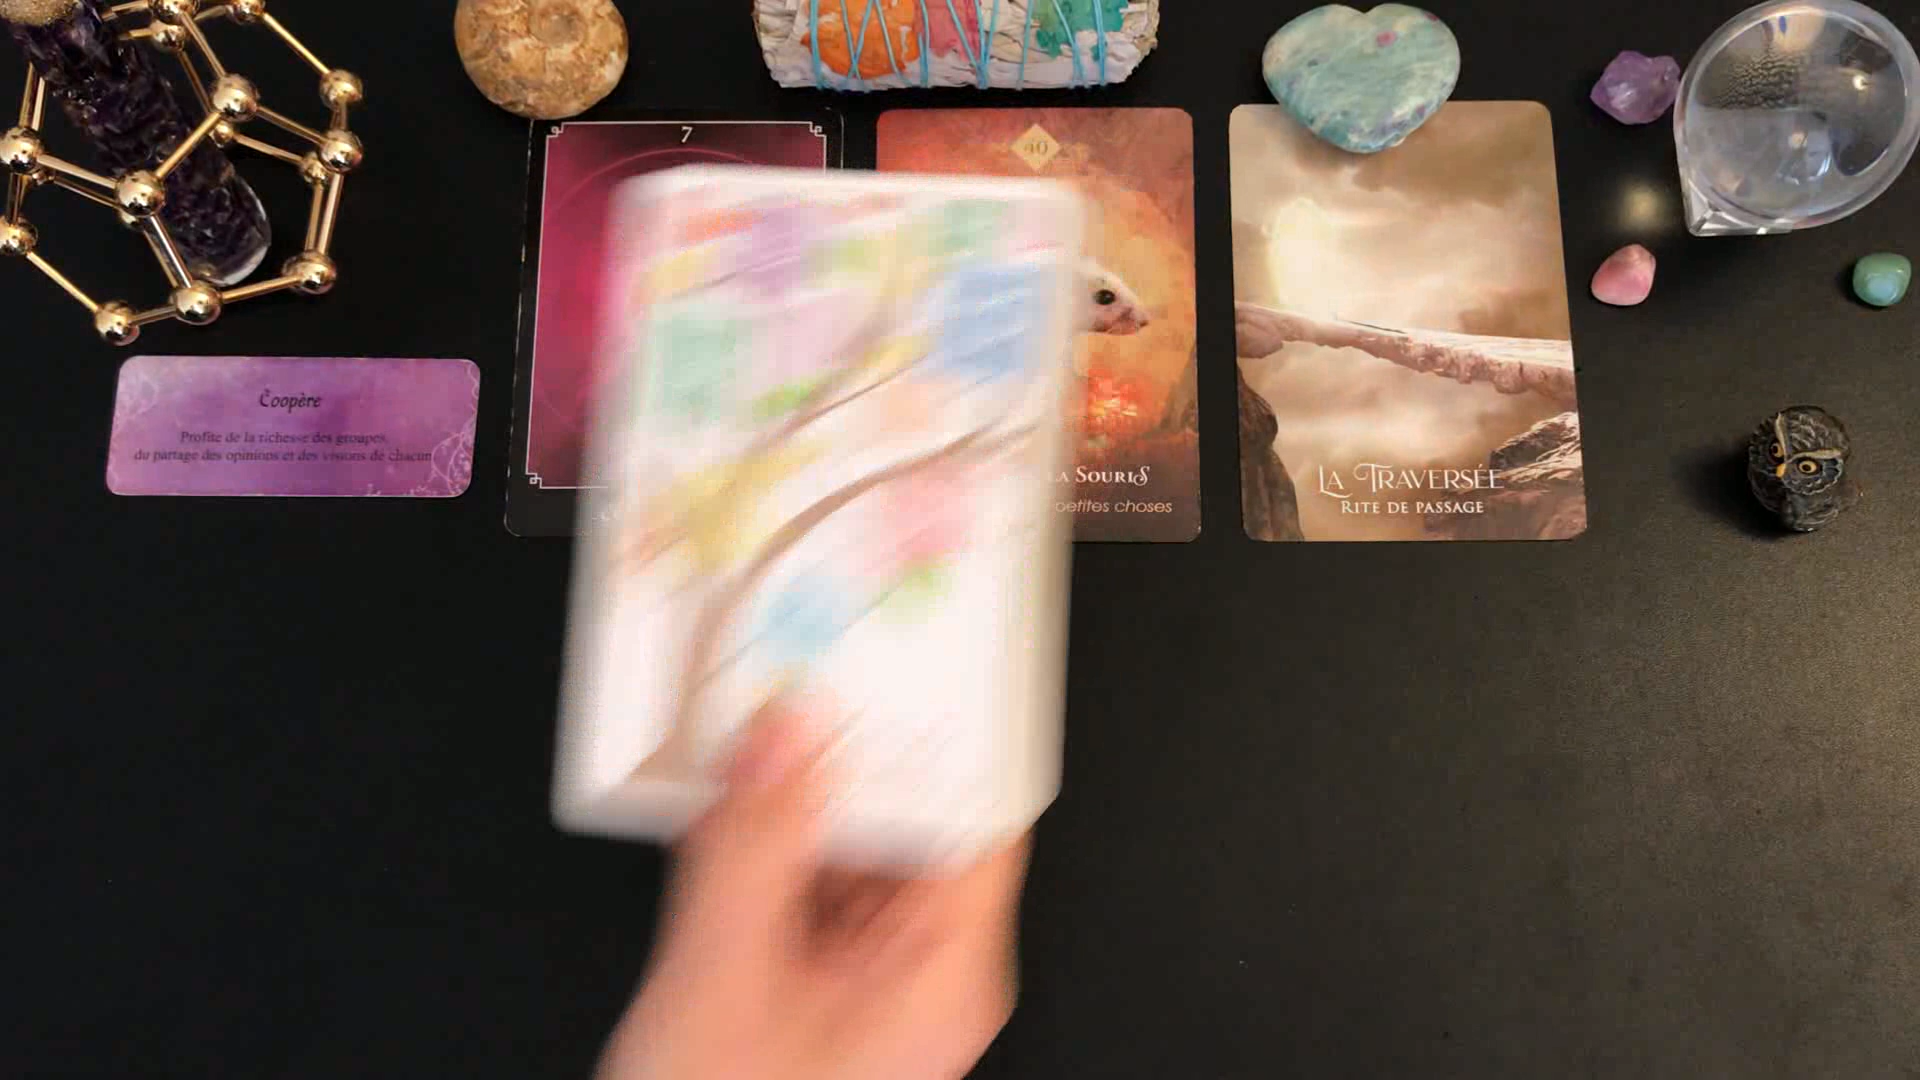 7
40
Coopère
Profite de la richesse des groupes,
du partage des opinions et des visions de chacun
LA SOURIS
petites choses
LA TRAVERSÉE
RITE DE PASSAGE